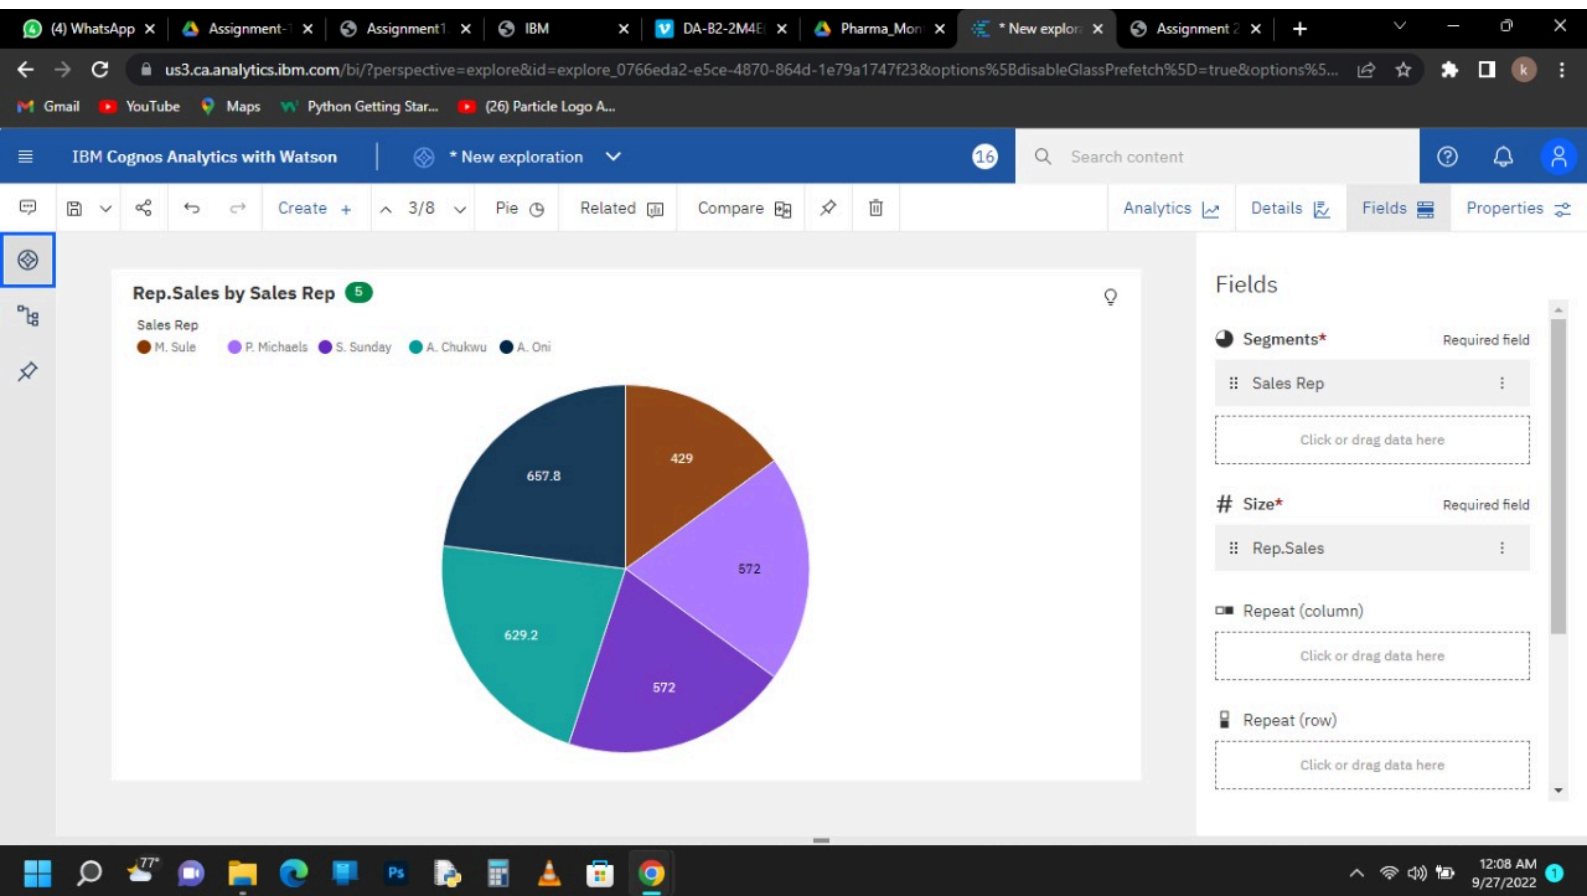 (4) WhatsApp
Assignment-1
Assignment1.
IBM
DA-B2-2M4E
Pharma_Mon
* New explora
Assignment 2
us3.ca.analytics.ibm.com/bi/?perspective=explore&id=explore_0766eda2-e5ce-4870-864d-1e79a1747f23&options%5BdisableGlassPrefetch%5D=true&options%5...
k
Gmail
YouTube
Maps
Python Getting Star...
(26) Particle Logo A...
IBM Cognos Analytics with Watson
* New exploration
16
Search content
Create +
3/8
Pie
Related
Compare
Analytics
Details
Fields
Properties
Rep.Sales by Sales Rep 5
Sales Rep
M. Sule P. Michaels S. Sunday A. Chukwu A. Oni
429
657.8
572
629.2
572
Fields
Segments* Required field
Sales Rep
Click or drag data here
# Size* Required field
Rep.Sales
Repeat (column)
Click or drag data here
Repeat (row)
Click or drag data here
77°
Ps
12:08 AM
9/27/2022
1